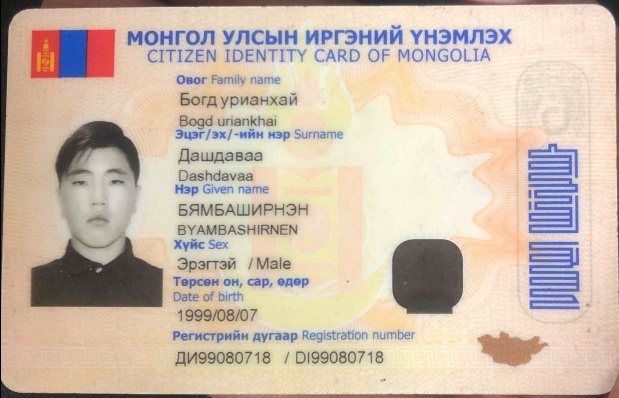 МОНГОЛ УЛСЫН ИРГЭНИЙ ҮНЭМЛЭХ
CITIZEN IDENTITY CARD OF MONGOLIA
Овог Family name
Богд урианхай
Bogd uriankhai
Эцэг/эх/-ийн нэр Surname
Дашдаваа
Dashdavaa
Нэр Given name
БЯМБАШИРНЭН
BYAMBASHIRNEN
Хүйс Sex
Эрэгтэй / Male
Төрсөн он, сар, өдөр
Date of birth
1999/08/07
Регистрийн дугаар Registration number
ДИ99080718 / DI99080718